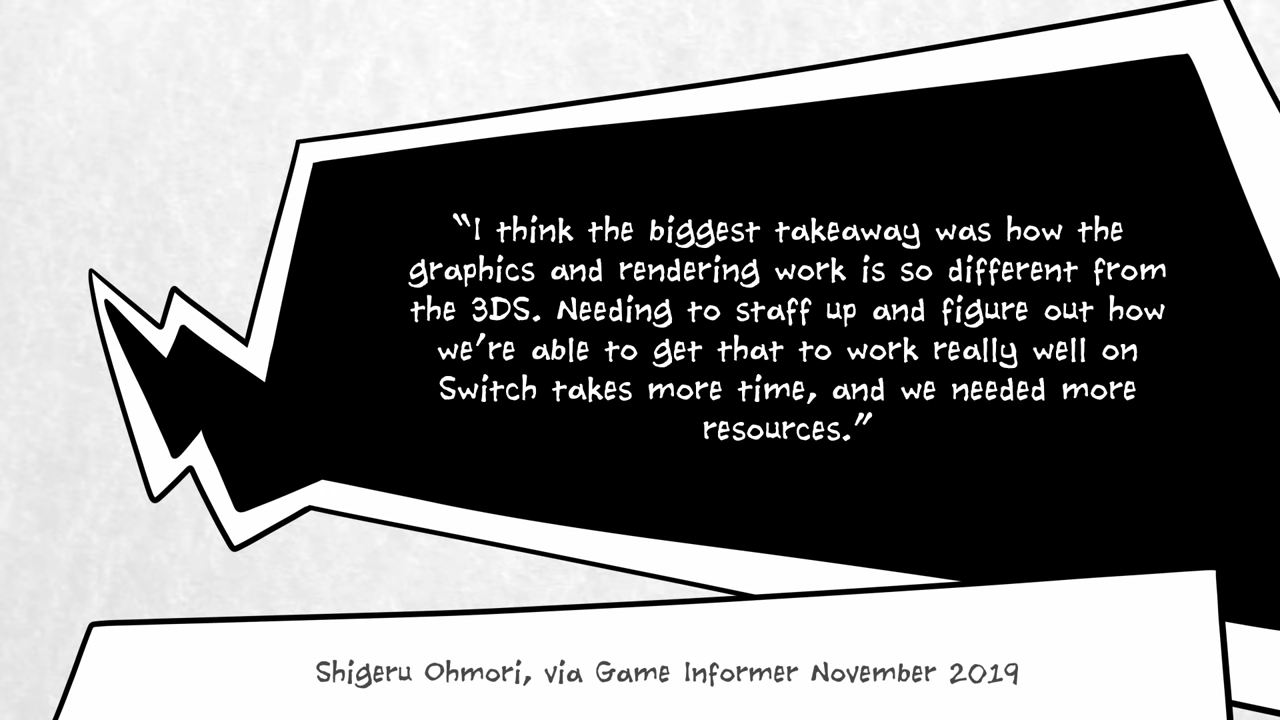 “I think the biggest takeaway was how the
graphics and rendering work is so different from
the 3DS. Needing to staff up and figure out how
we’re able to get that to work really well on
Switch takes more time, and we needed more
resources.”
Shigeru Ohmori, via Game Informer November 2019